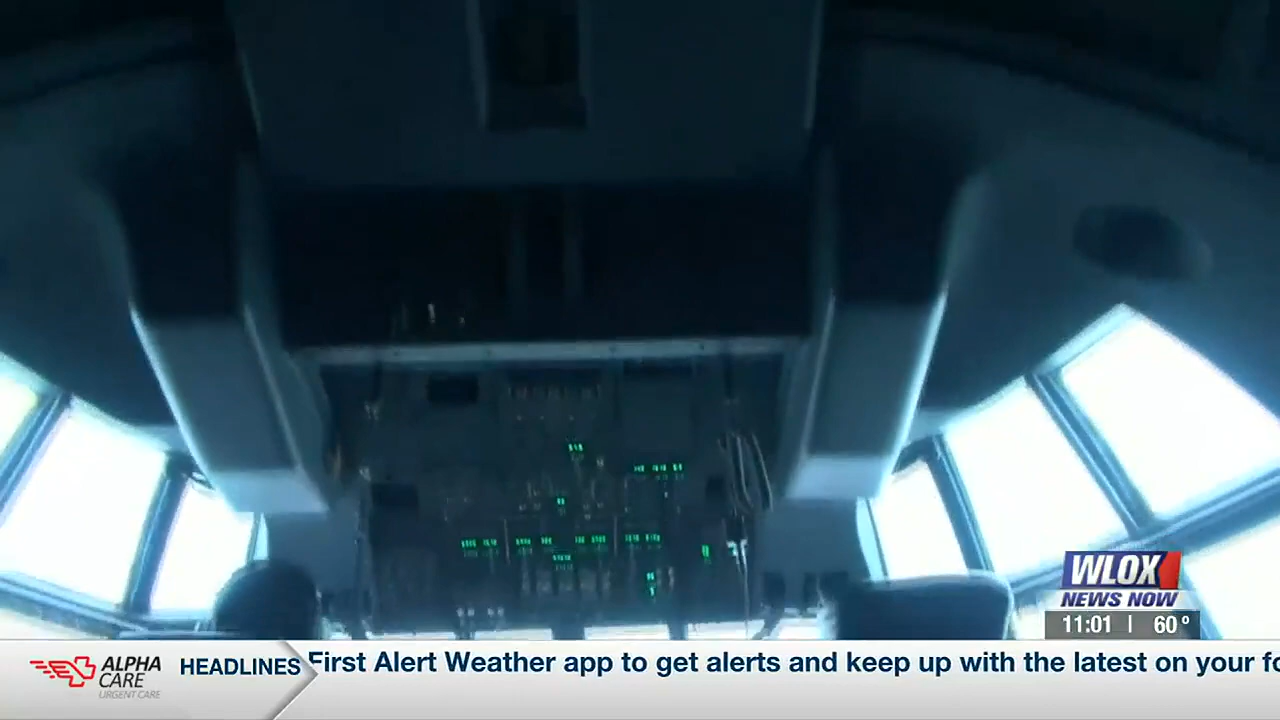 WLOX
NEWS NOW
11:01 | 60°
ALPHA
CARE
URGENT CARE
HEADLINES
First Alert Weather app to get alerts and keep up with the latest on your fo